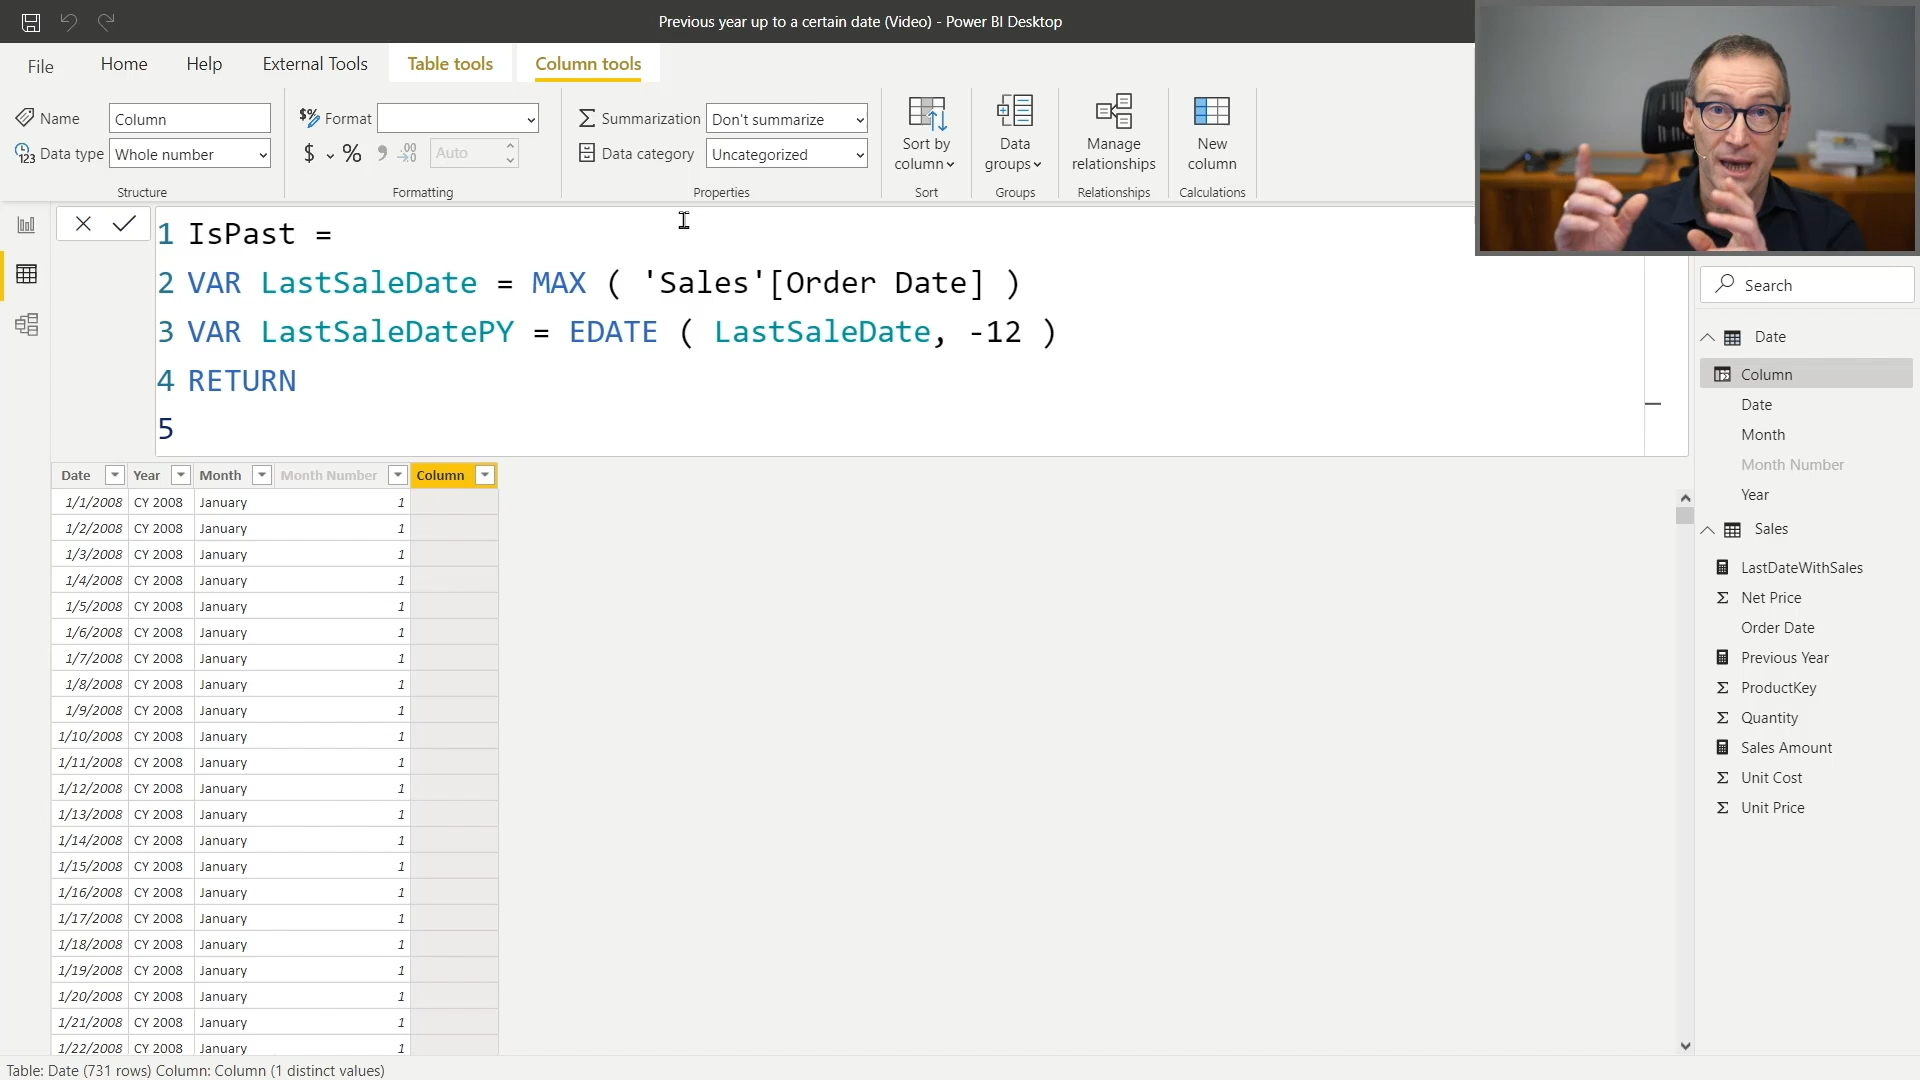 Previous year up to a certain date (Video) - Power BI Desktop
File Home Help External Tools Table tools Column tools
Name Column
Data type Whole number
Structure
$% Format
$ % 9 .00 Auto
Formatting
Summarization Don't summarize
Data category Uncategorized
Properties
Sort by column
Sort
Data groups
Groups
Manage relationships
Relationships
New column
Calculations
1 IsPast =
2 VAR LastSaleDate = MAX ( 'Sales'[Order Date] )
3 VAR LastSaleDatePY = EDATE ( LastSaleDate, -12 )
4 RETURN
5
Date Year Month Month Number Column
1/1/2008 CY 2008 January 1
1/2/2008 CY 2008 January 1
1/3/2008 CY 2008 January 1
1/4/2008 CY 2008 January 1
1/5/2008 CY 2008 January 1
1/6/2008 CY 2008 January 1
1/7/2008 CY 2008 January 1
1/8/2008 CY 2008 January 1
1/9/2008 CY 2008 January 1
1/10/2008 CY 2008 January 1
1/11/2008 CY 2008 January 1
1/12/2008 CY 2008 January 1
1/13/2008 CY 2008 January 1
1/14/2008 CY 2008 January 1
1/15/2008 CY 2008 January 1
1/16/2008 CY 2008 January 1
1/17/2008 CY 2008 January 1
1/18/2008 CY 2008 January 1
1/19/2008 CY 2008 January 1
1/20/2008 CY 2008 January 1
1/21/2008 CY 2008 January 1
1/22/2008 CY 2008 January 1
Search
Date
Column
Date
Month
Month Number
Year
Sales
LastDateWithSales
Net Price
Order Date
Previous Year
ProductKey
Quantity
Sales Amount
Unit Cost
Unit Price
Table: Date (731 rows) Column: Column (1 distinct values)